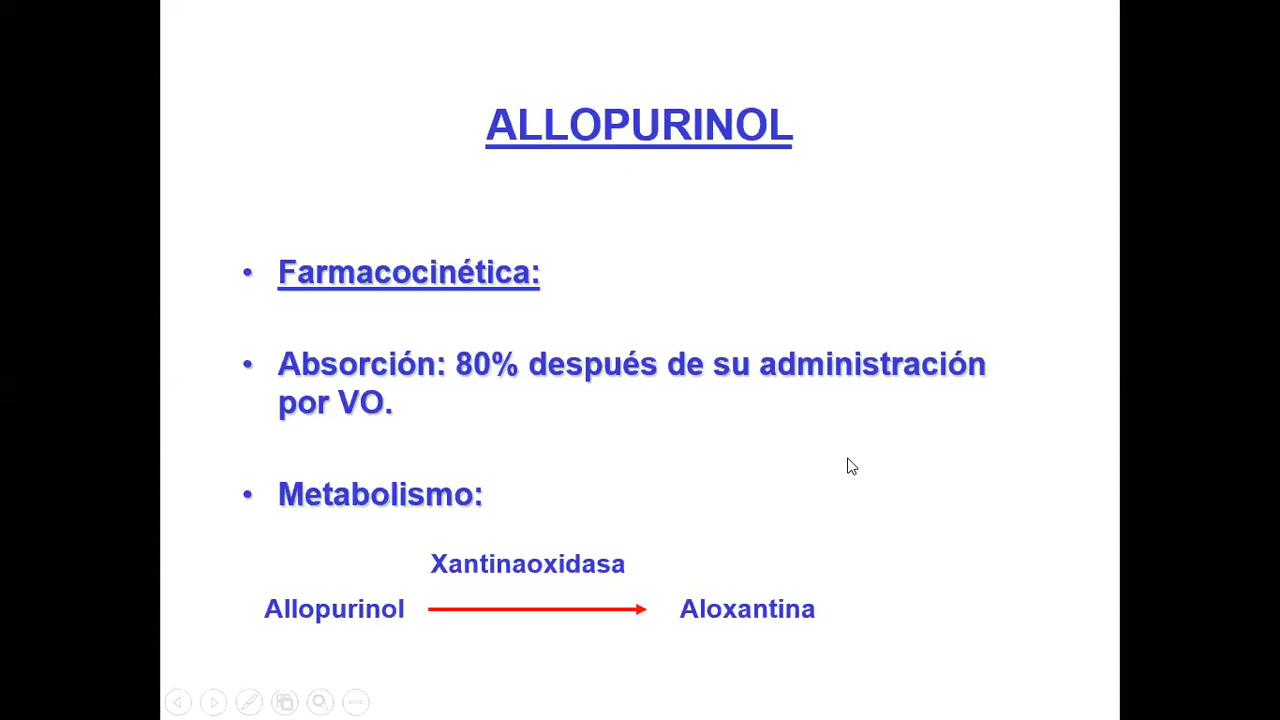 ALLOPURINOL
• Farmacocinética:
• Absorción: 80% después de su administración
por VO.
• Metabolismo:
Xantinaoxidasa
Allopurinol
Aloxantina